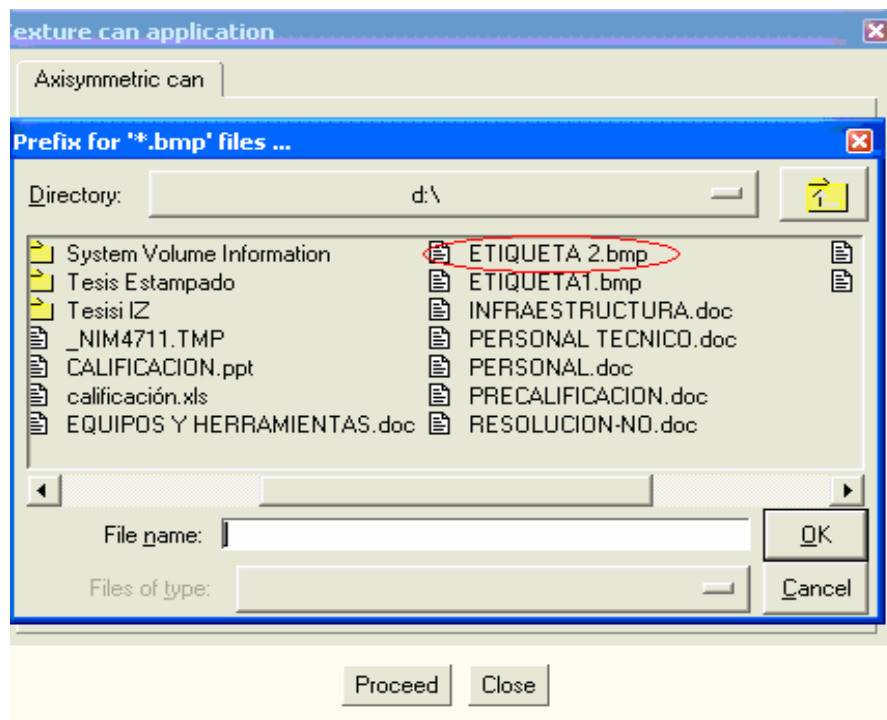 exture can application
Axisymmetric can
Prefix for '*.bmp' files ...
Directory: d:\
System Volume Information
Tesis Estampado
Tesisi IZ
_NIM4711.TMP
CALIFICACION.ppt
calificación.xls
EQUIPOS Y HERRAMIENTAS.doc
ETIQUETA 2.bmp
ETIQUETA1.bmp
INFRAESTRUCTURA.doc
PERSONAL TECNICO.doc
PERSONAL.doc
PRECALIFICACION.doc
RESOLUCION-NO.doc
File name:
OK
Files of type:
Cancel
Proceed Close